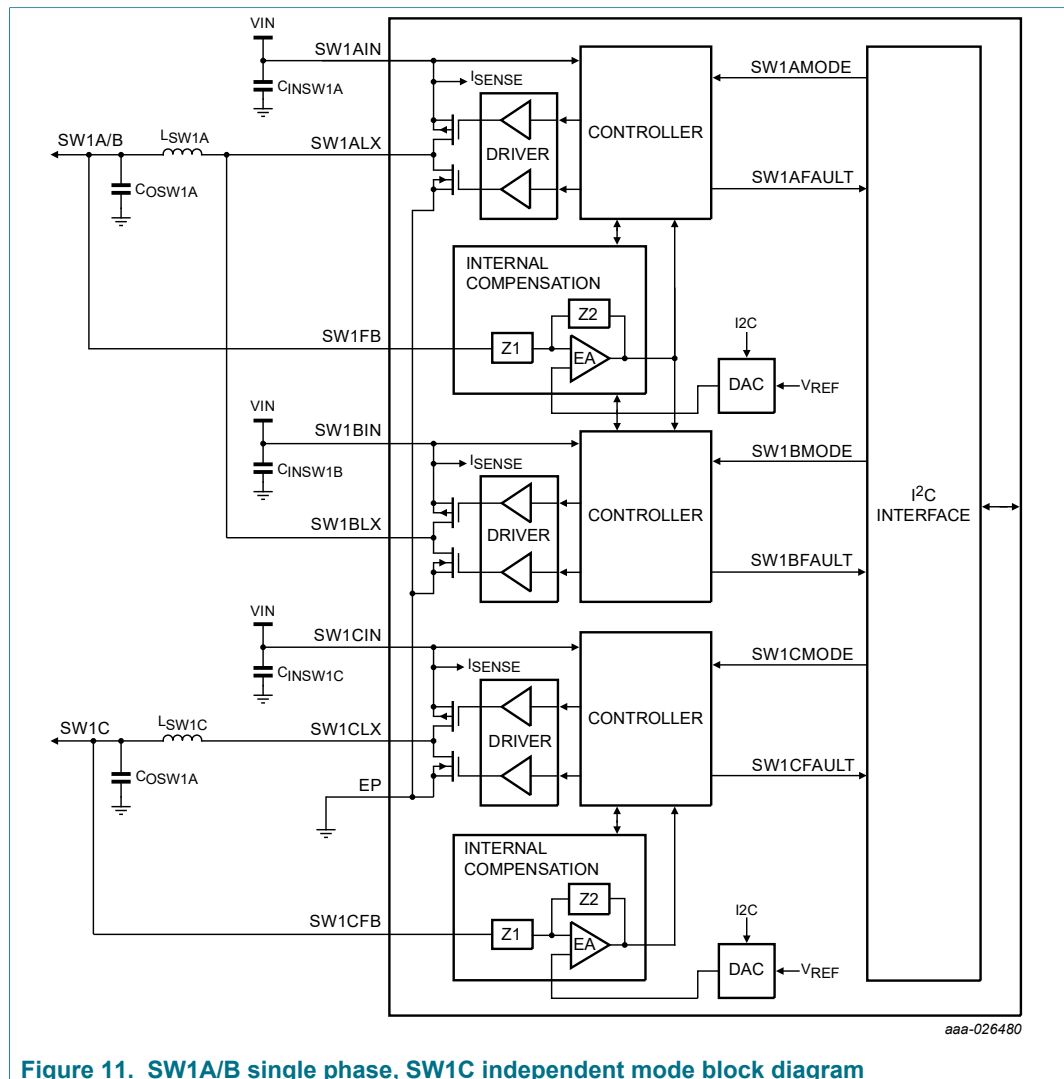 VIN
SW1AIN
CINSW1A
ISENSE
CONTROLLER
SW1AMODE
SW1A/B
LSW1A
SW1ALX
DRIVER
COSW1A
SW1AFAULT
INTERNAL
COMPENSATION
Z2
I2C
SW1FB
Z1
EA
DAC
VREF
VIN
SW1BIN
CINSW1B
ISENSE
SW1BMODE
I2C
INTERFACE
CONTROLLER
SW1BLX
DRIVER
SW1BFAULT
VIN
SW1CIN
CINSW1C
ISENSE
SW1CMODE
CONTROLLER
SW1C
LSW1C
SW1CLX
DRIVER
COSW1A
SW1CFAULT
EP
INTERNAL
COMPENSATION
Z2
I2C
SW1CFB
Z1
EA
DAC
VREF
aaa-026480
Figure 11. SW1A/B single phase, SW1C independent mode block diagram